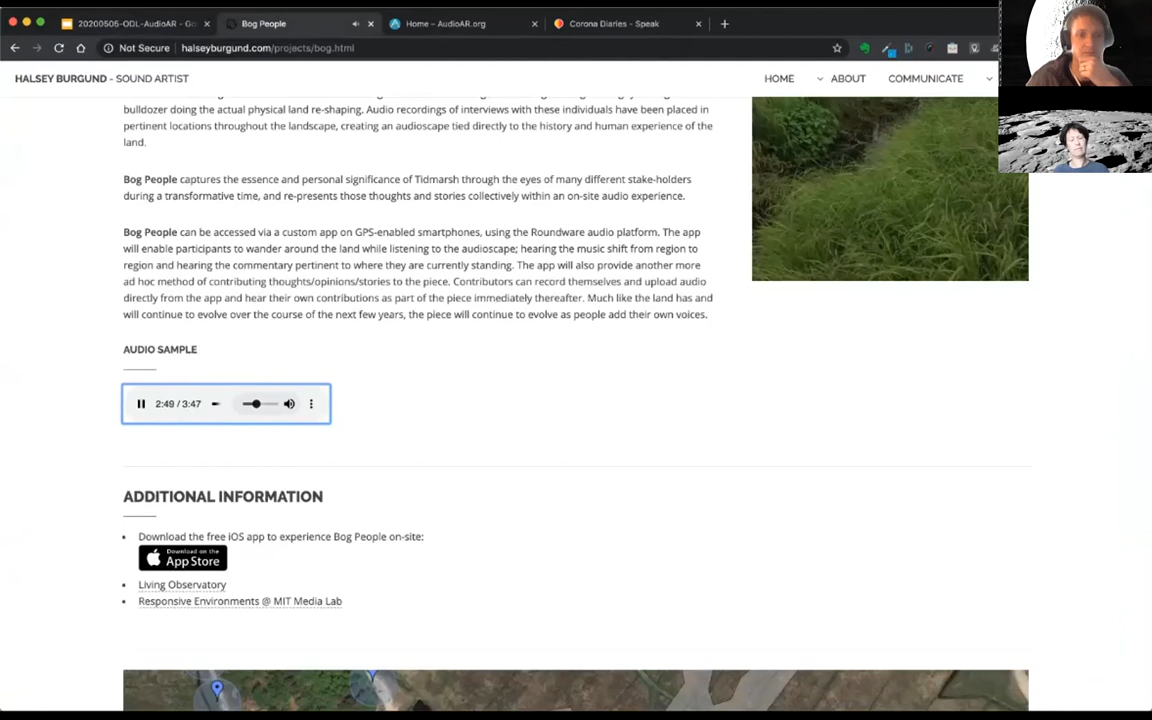 20200505-ODL-AudioAR - Go
Bog People
Home – AudioAR.org
Corona Diaries - Speak
Not Secure
halseyburgund.com/projects/bog.html
HALSEY BURGUND - SOUND ARTIST
HOME
ABOUT
COMMUNICATE
bulldozer doing the actual physical land re-shaping. Audio recordings of interviews with these individuals have been placed in
pertinent locations throughout the landscape, creating an audioscape tied directly to the history and human experience of the
land.
Bog People captures the essence and personal significance of Tidmarsh through the eyes of many different stake-holders
during a transformative time, and re-presents those thoughts and stories collectively within an on-site audio experience.
Bog People can be accessed via a custom app on GPS-enabled smartphones, using the Roundware audio platform. The app
will enable participants to wander around the land while listening to the audioscape; hearing the music shift from region to
region and hearing the commentary pertinent to where they are currently standing. The app will also provide another more
ad hoc method of contributing thoughts/opinions/stories to the piece. Contributors can record themselves and upload audio
directly from the app and hear their own contributions as part of the piece immediately thereafter. Much like the land has and
will continue to evolve over the course of the next few years, the piece will continue to evolve as people add their own voices.
AUDIO SAMPLE
2:49 / 3:47
ADDITIONAL INFORMATION
Download the free iOS app to experience Bog People on-site:
Download on the
App Store
Living Observatory
Responsive Environments @ MIT Media Lab